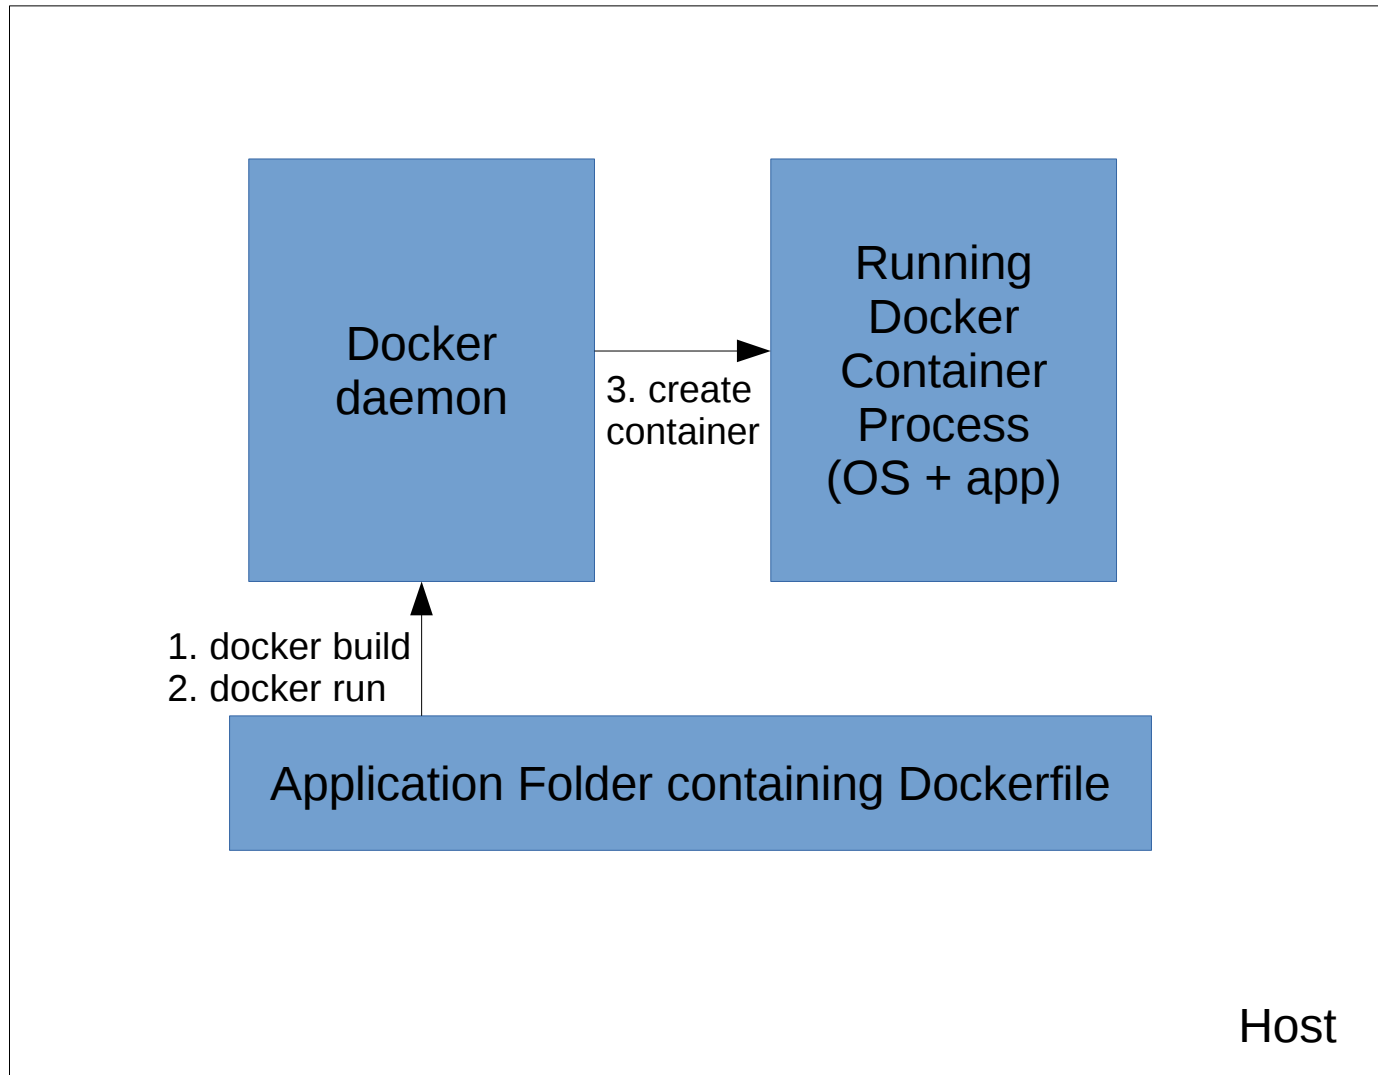 Docker
daemon
3. create
container
Running
Docker
Container
Process
(OS + app)
1. docker build
2. docker run
Application Folder containing Dockerfile
Host